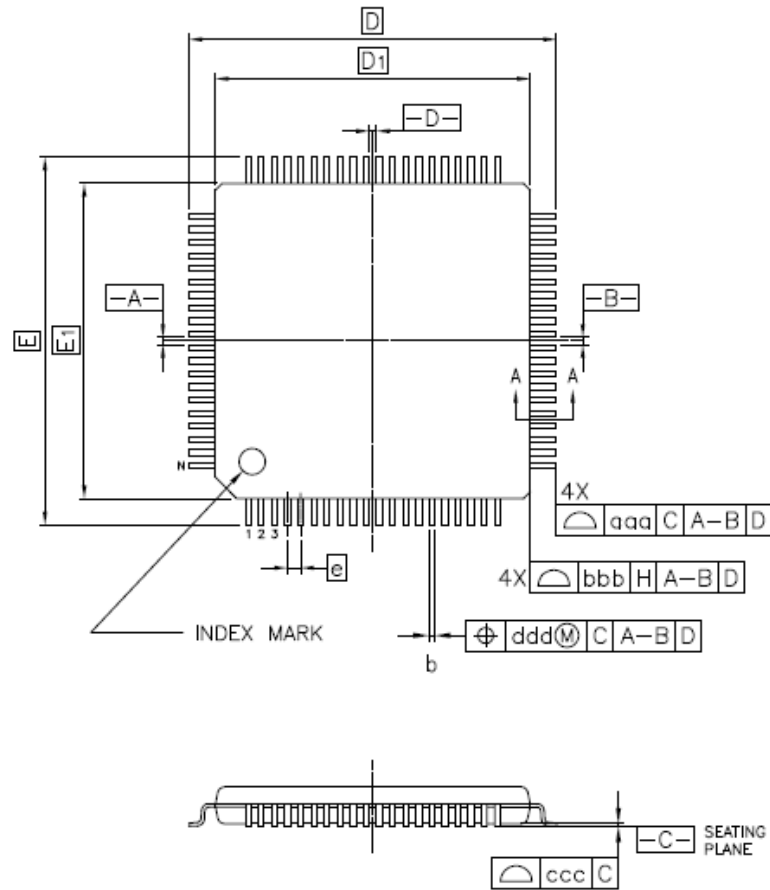 D
D1
-D-
-A-
-B-
E
E1
A A
N
4X
⌓ aaa C A-B D
1 2 3
e
4X ⌓ bbb H A-B D
INDEX MARK
⌖ ddd Ⓜ C A-B D
b
-C- SEATING
PLANE
⌓ ccc C